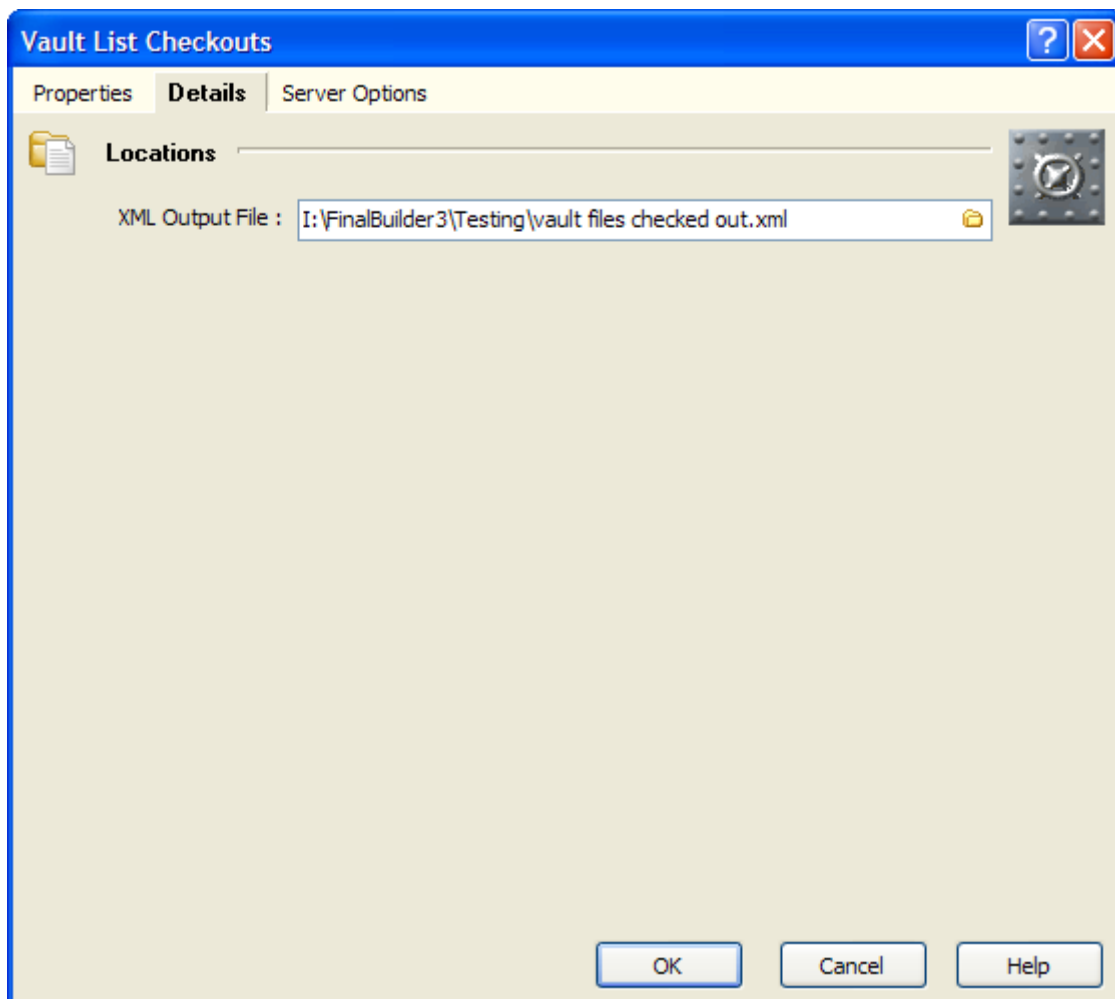 Vault List Checkouts
Properties Details Server Options
Locations
XML Output File : I:\FinalBuilder3\Testing\vault files checked out.xml
OK Cancel Help